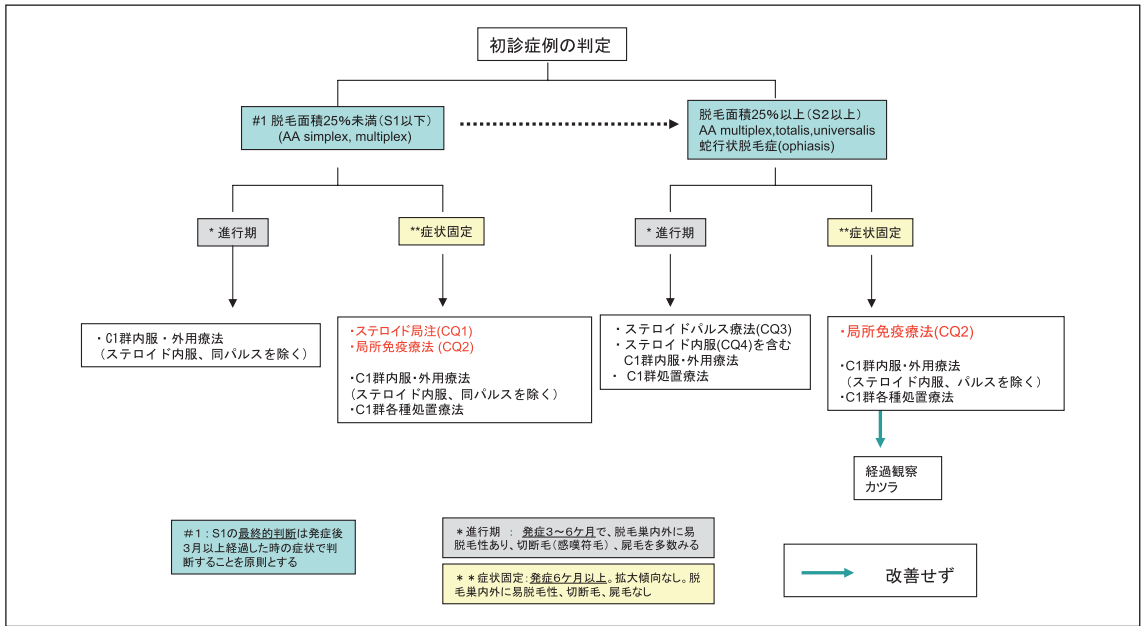 初診症例の判定
#1 脱毛面積25%未満(S1以下)
(AA simplex, multiplex)
脱毛面積25%以上(S2以上)
AA multiplex,totalis,universalis
蛇行状脱毛症(ophiasis)
* 進行期
**症状固定
* 進行期
**症状固定
・C1群内服・外用療法
(ステロイド内服、同パルスを除く)
・ステロイド局注(CQ1)
・局所免疫療法(CQ2)
・C1群内服・外用療法
(ステロイド内服、同パルスを除く)
・C1群各種処置療法
・ステロイドパルス療法(CQ3)
・ステロイド内服(CQ4)を含む
C1群内服・外用療法
・ C1群処置療法
・局所免疫療法(CQ2)
・C1群内服・外用療法
(ステロイド内服、パルスを除く)
・C1群各種処置療法
経過観察
カツラ
#1:S1の最終的判断は発症後
3月以上経過した時の症状で判
断することを原則とする
*進行期 : 発症3~6ケ月で、脱毛巣内外に易
脱毛性あり、切断毛(感嘆符毛)、屍毛を多数みる
**症状固定:発症6ケ月以上。拡大傾向なし。脱
毛巣内外に易脱毛性、切断毛、屍毛なし
改善せず